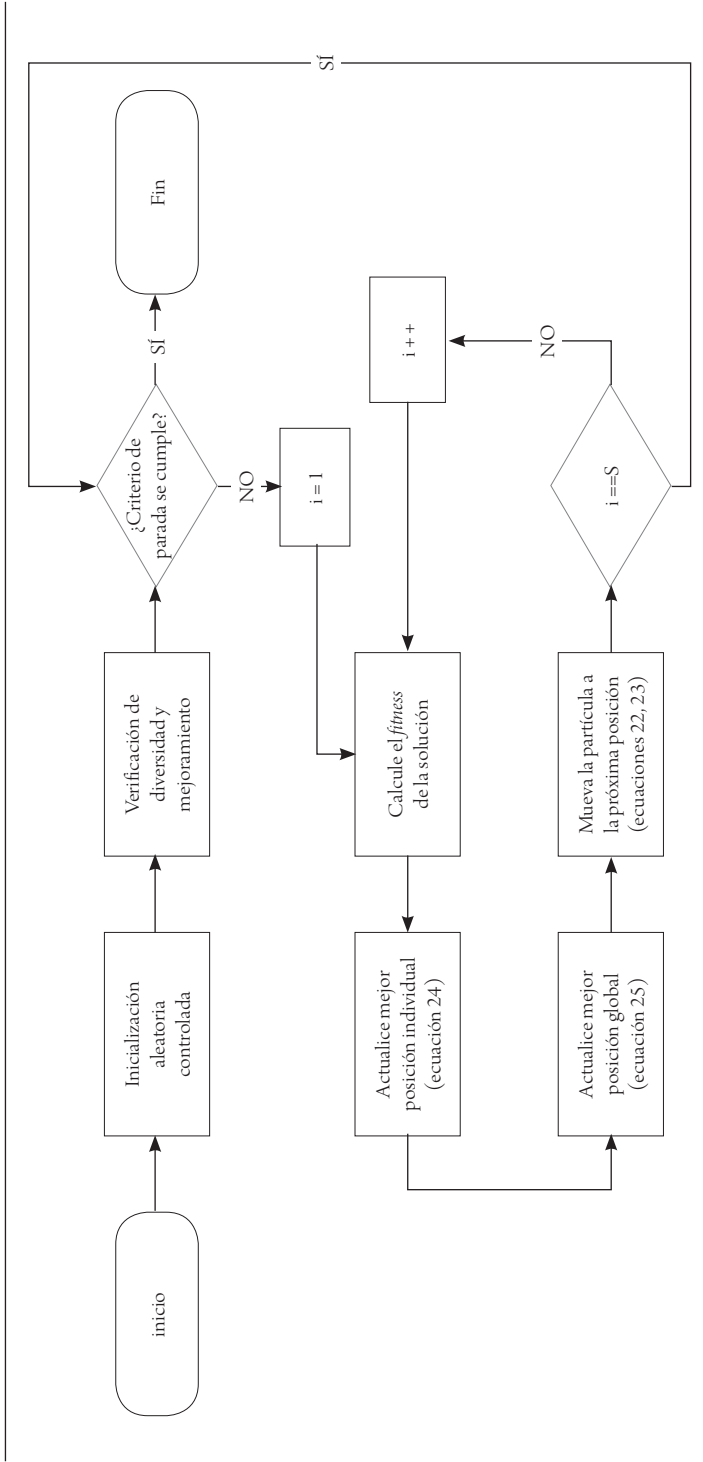 inicio
Inicialización
aleatoria
controlada
Verificación de
diversidad y
mejoramiento
¿Criterio de
parada se cumple?
SÍ
Fin
NO
i = 1
Calcule el fitness
de la solución
Actualice mejor
posición individual
(ecuación 24)
Actualice mejor
posición global
(ecuación 25)
Mueva la partícula a
la próxima posición
(ecuaciones 22, 23)
i ==S
NO
i + +
SÍ